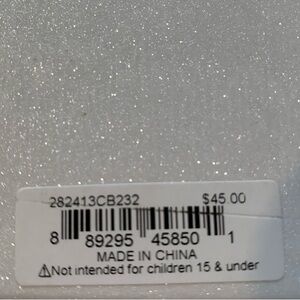 282413CB232 $45.00
8 89295 45850 1
MADE IN CHINA
⚠Not intended for children 15 & under